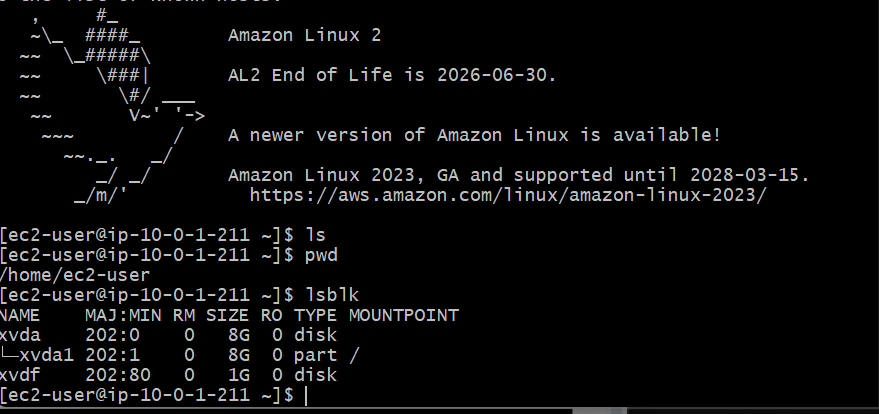 ,     #_
~\_  ####_        Amazon Linux 2
~~  \_#####\
~~     \###|       AL2 End of Life is 2026-06-30.
~~       \#/ ___
~~       V~' '->
~~~         /    A newer version of Amazon Linux is available!
~~._.   _/
_/ _/       Amazon Linux 2023, GA and supported until 2028-03-15.
_/m/'           https://aws.amazon.com/linux/amazon-linux-2023/
[ec2-user@ip-10-0-1-211 ~]$ ls
[ec2-user@ip-10-0-1-211 ~]$ pwd
/home/ec2-user
[ec2-user@ip-10-0-1-211 ~]$ lsblk
NAME    MAJ:MIN RM SIZE RO TYPE MOUNTPOINT
xvda    202:0    0   8G  0 disk
└─xvda1 202:1    0   8G  0 part /
xvdf    202:80   0   1G  0 disk
[ec2-user@ip-10-0-1-211 ~]$